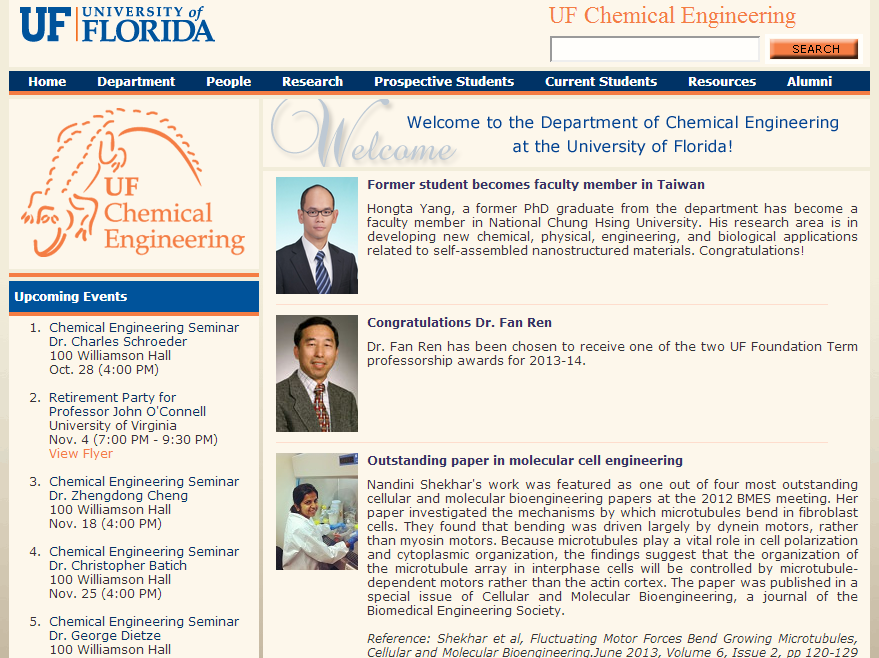 UF UNIVERSITY of
FLORIDA
UF Chemical Engineering
SEARCH
Home Department People Research Prospective Students Current Students Resources Alumni
UF
Chemical
Engineering
Upcoming Events
1. Chemical Engineering Seminar
Dr. Charles Schroeder
100 Williamson Hall
Oct. 28 (4:00 PM)
2. Retirement Party for
Professor John O'Connell
University of Virginia
Nov. 4 (7:00 PM - 9:30 PM)
View Flyer
3. Chemical Engineering Seminar
Dr. Zhengdong Cheng
100 Williamson Hall
Nov. 18 (4:00 PM)
4. Chemical Engineering Seminar
Dr. Christopher Batich
100 Williamson Hall
Nov. 25 (4:00 PM)
5. Chemical Engineering Seminar
Dr. George Dietze
100 Williamson Hall
Welcome
Welcome to the Department of Chemical Engineering
at the University of Florida!
Former student becomes faculty member in Taiwan
Hongta Yang, a former PhD graduate from the department has become a
faculty member in National Chung Hsing University. His research area is in
developing new chemical, physical, engineering, and biological applications
related to self-assembled nanostructured materials. Congratulations!
Congratulations Dr. Fan Ren
Dr. Fan Ren has been chosen to receive one of the two UF Foundation Term
professorship awards for 2013-14.
Outstanding paper in molecular cell engineering
Nandini Shekhar's work was featured as one out of four most outstanding
cellular and molecular bioengineering papers at the 2012 BMES meeting. Her
paper investigated the mechanisms by which microtubules bend in fibroblast
cells. They found that bending was driven largely by dynein motors, rather
than myosin motors. Because microtubules play a vital role in cell polarization
and cytoplasmic organization, the findings suggest that the organization of
the microtubule array in interphase cells will be controlled by microtubule-
dependent motors rather than the actin cortex. The paper was published in a
special issue of Cellular and Molecular Bioengineering, a journal of the
Biomedical Engineering Society.
Reference: Shekhar et al, Fluctuating Motor Forces Bend Growing Microtubules,
Cellular and Molecular Bioengineering.June 2013, Volume 6, Issue 2, pp 120-129